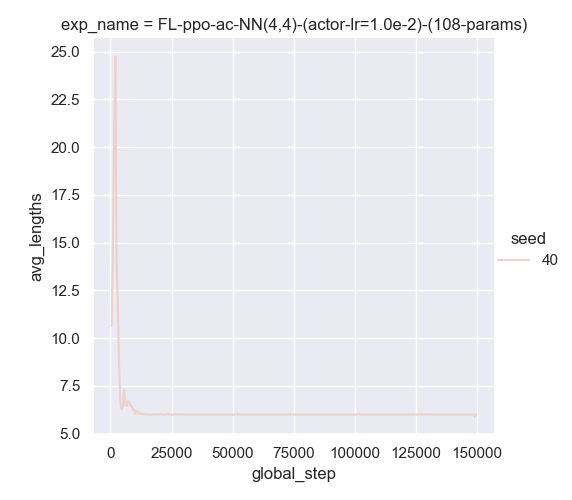 exp_name = FL-ppo-ac-NN(4,4)-(actor-lr=1.0e-2)-(108-params)
25.0
22.5
20.0
17.5
15.0
12.5
10.0
7.5
5.0
avg_lengths
0 25000 50000 75000 100000 125000 150000
global_step
seed
40